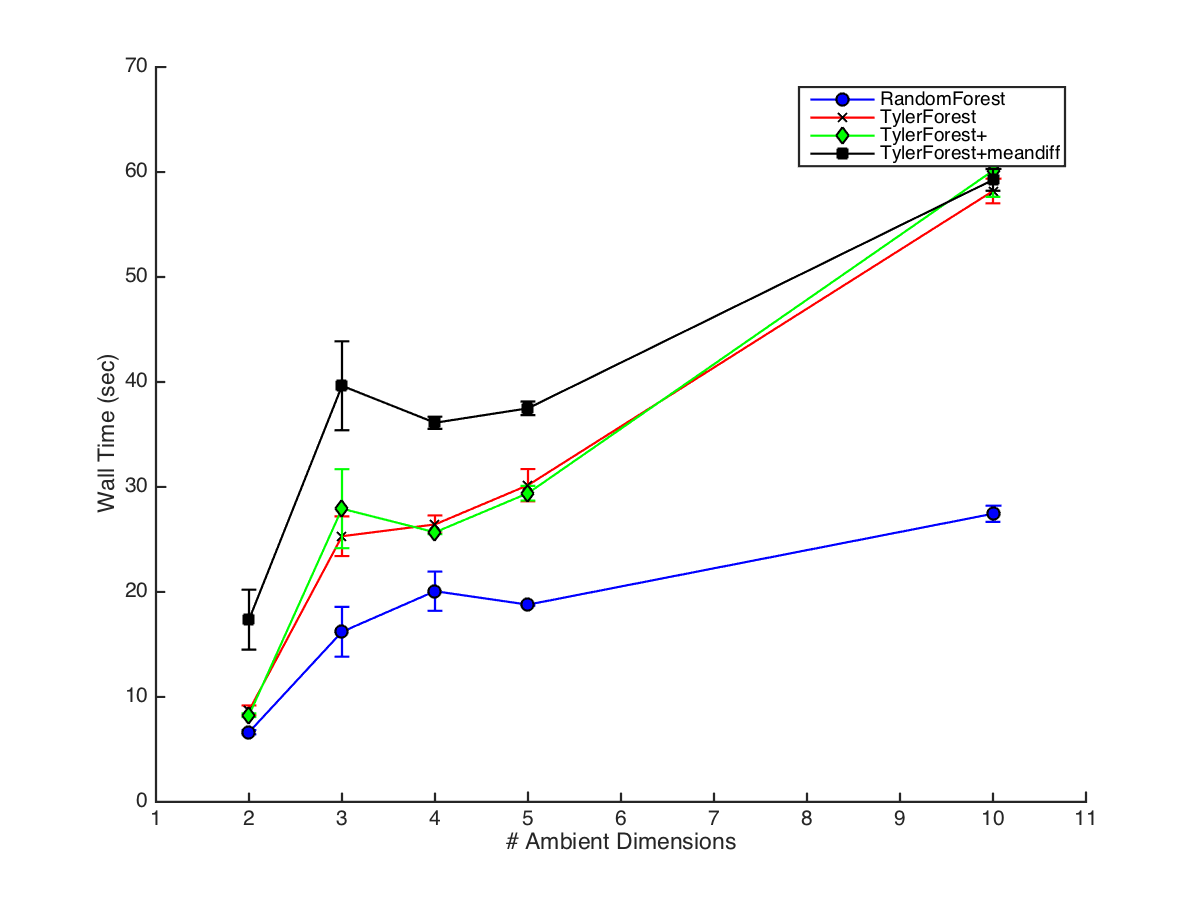 70
60
50
40
30
20
10
0
Wall Time (sec)
RandomForest
TylerForest
TylerForest+
TylerForest+meandiff
1 2 3 4 5 6 7 8 9 10 11
# Ambient Dimensions